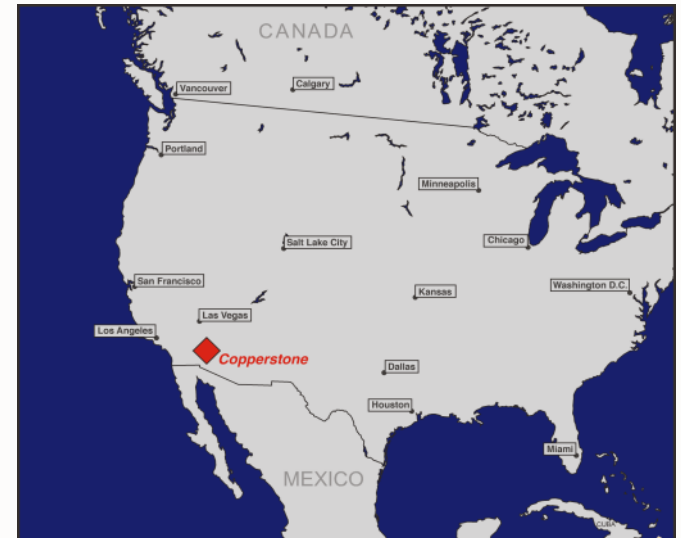 CANADA
Vancouver
Calgary
Portland
Minneapolis
Salt Lake City
Chicago
San Francisco
Kansas
Washington D.C.
Las Vegas
Los Angeles
Copperstone
Dallas
Houston
Miami
MEXICO
CUBA